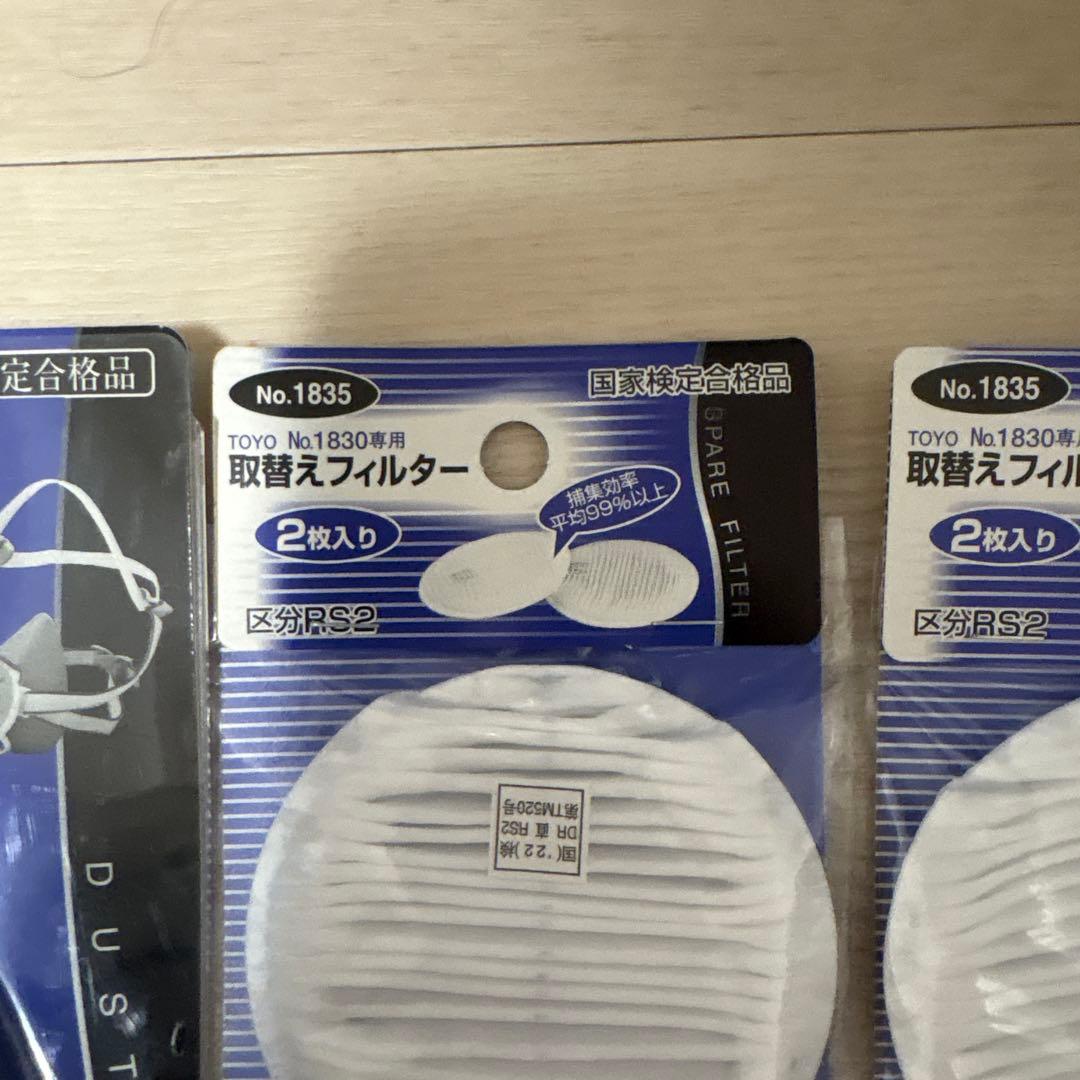 定合格品
DUST
No.1835
国家検定合格品
TOYO No.1830専用
取替えフィルター
捕集効率
平均99%以上
2枚入り
区分RS2
SPARE FILTER
国('22)検
DR 直 RS2
第TM520号
No.1835
TOYO No.1830専
取替えフィル
2枚入り
区分RS2